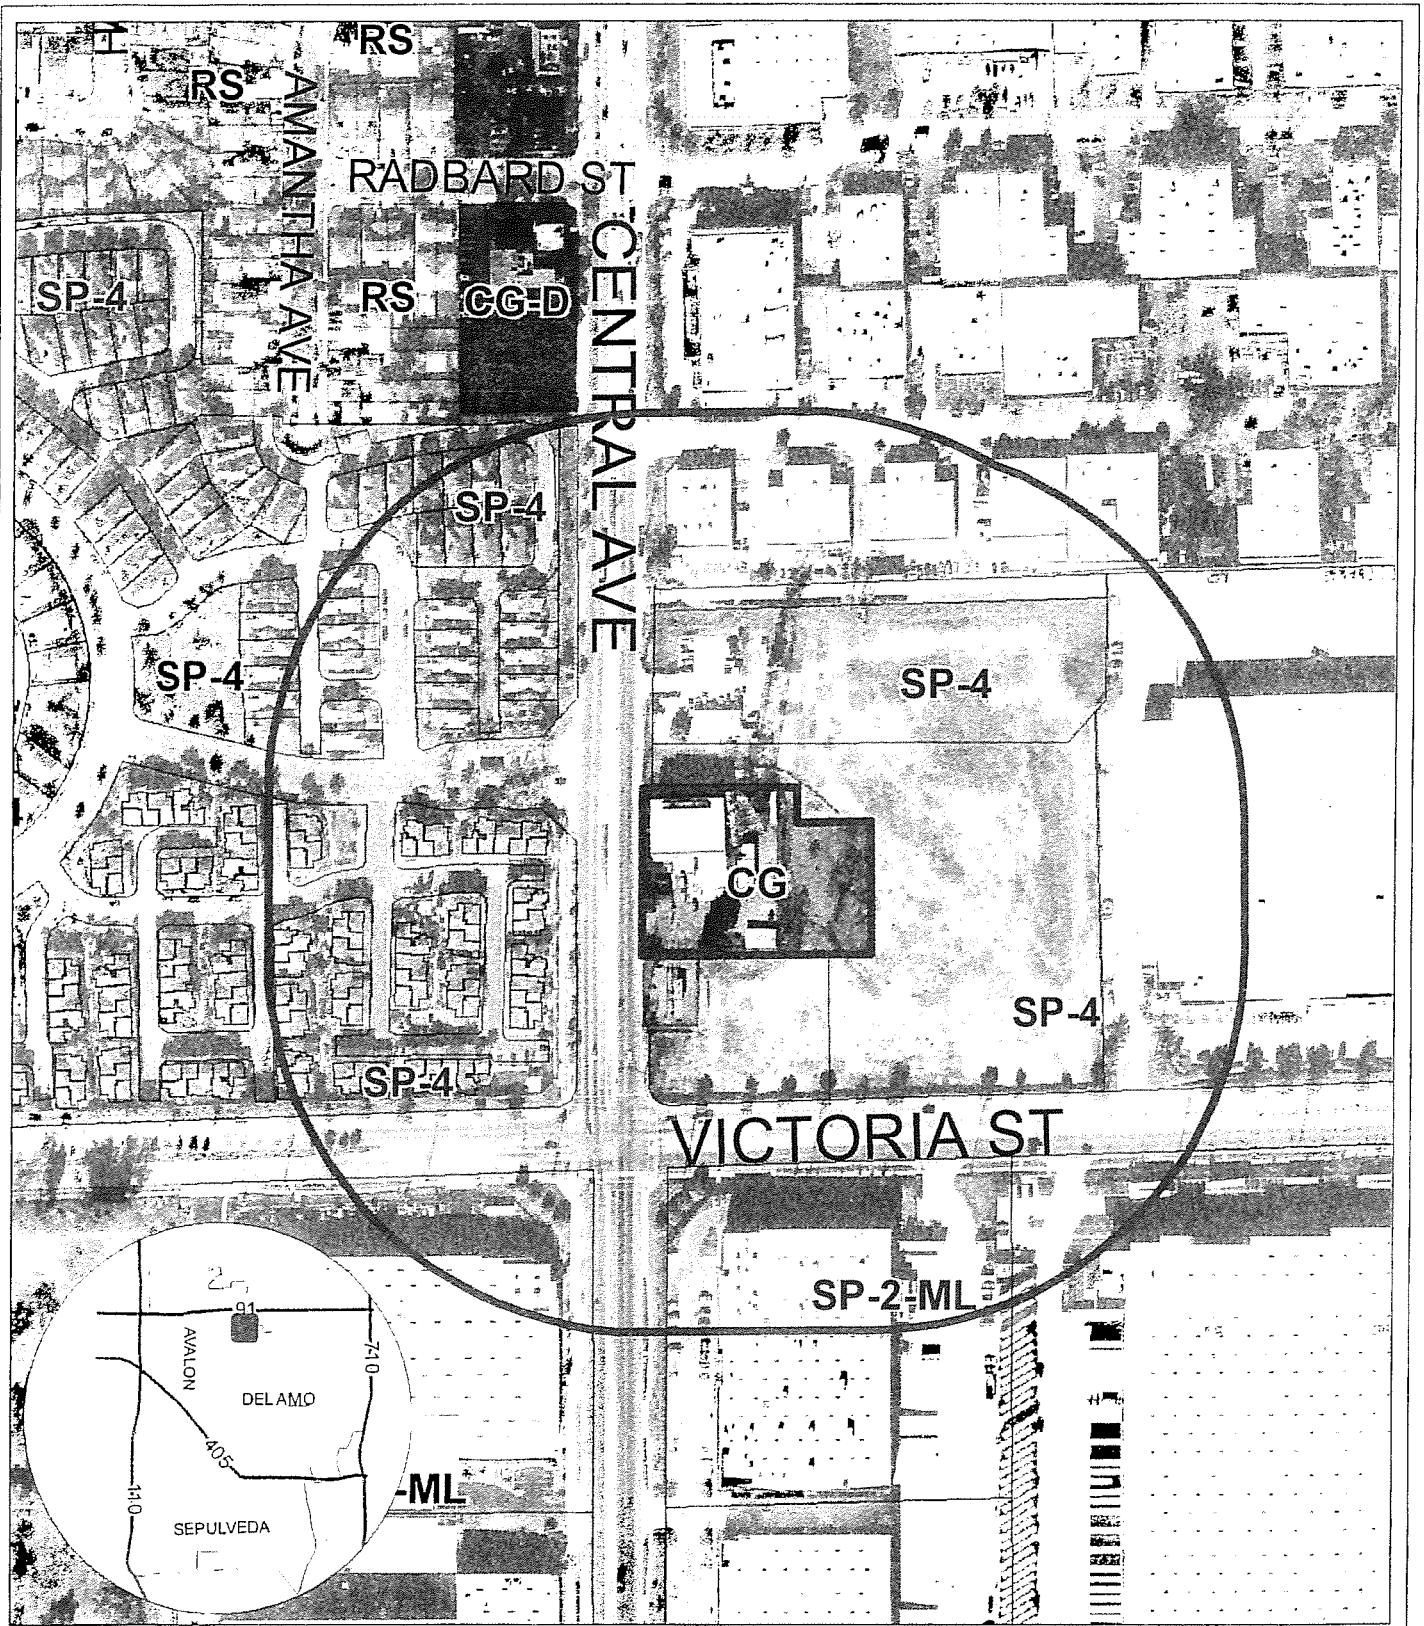 RS
RS
AMANTHA AVE
RADBARD ST
CENTRAL AVE
SP-4
RS
CG-D
SP-4
SP-4
SP-4
CG
SP-4
SP-4
VICTORIA ST
SP-2-ML
91
AVALON
710
DEL AMO
405
110
SEPULVEDA
-ML